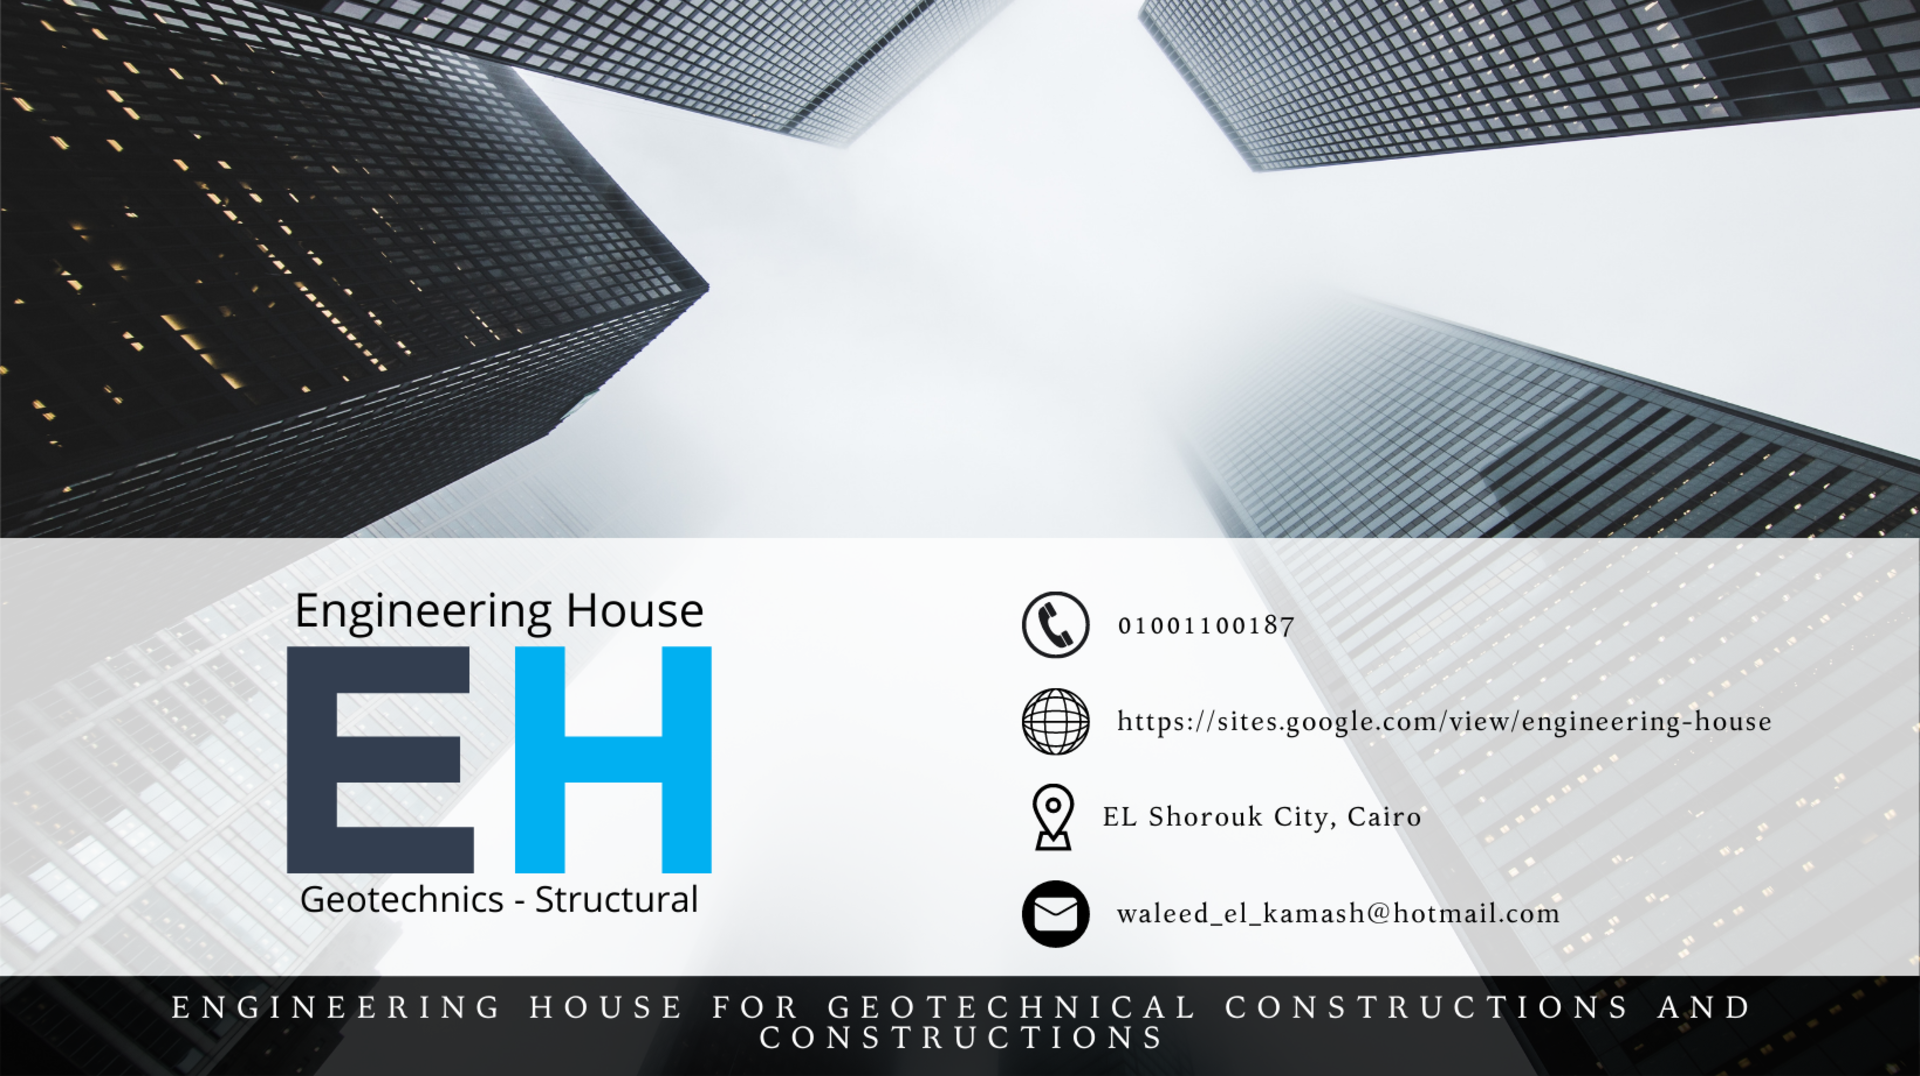 Engineering House
EH
Geotechnics - Structural
01001100187
https://sites.google.com/view/engineering-house
EL Shorouk City, Cairo
waleed_el_kamash@hotmail.com
ENGINEERING HOUSE FOR GEOTECHNICAL CONSTRUCTIONS AND
CONSTRUCTIONS